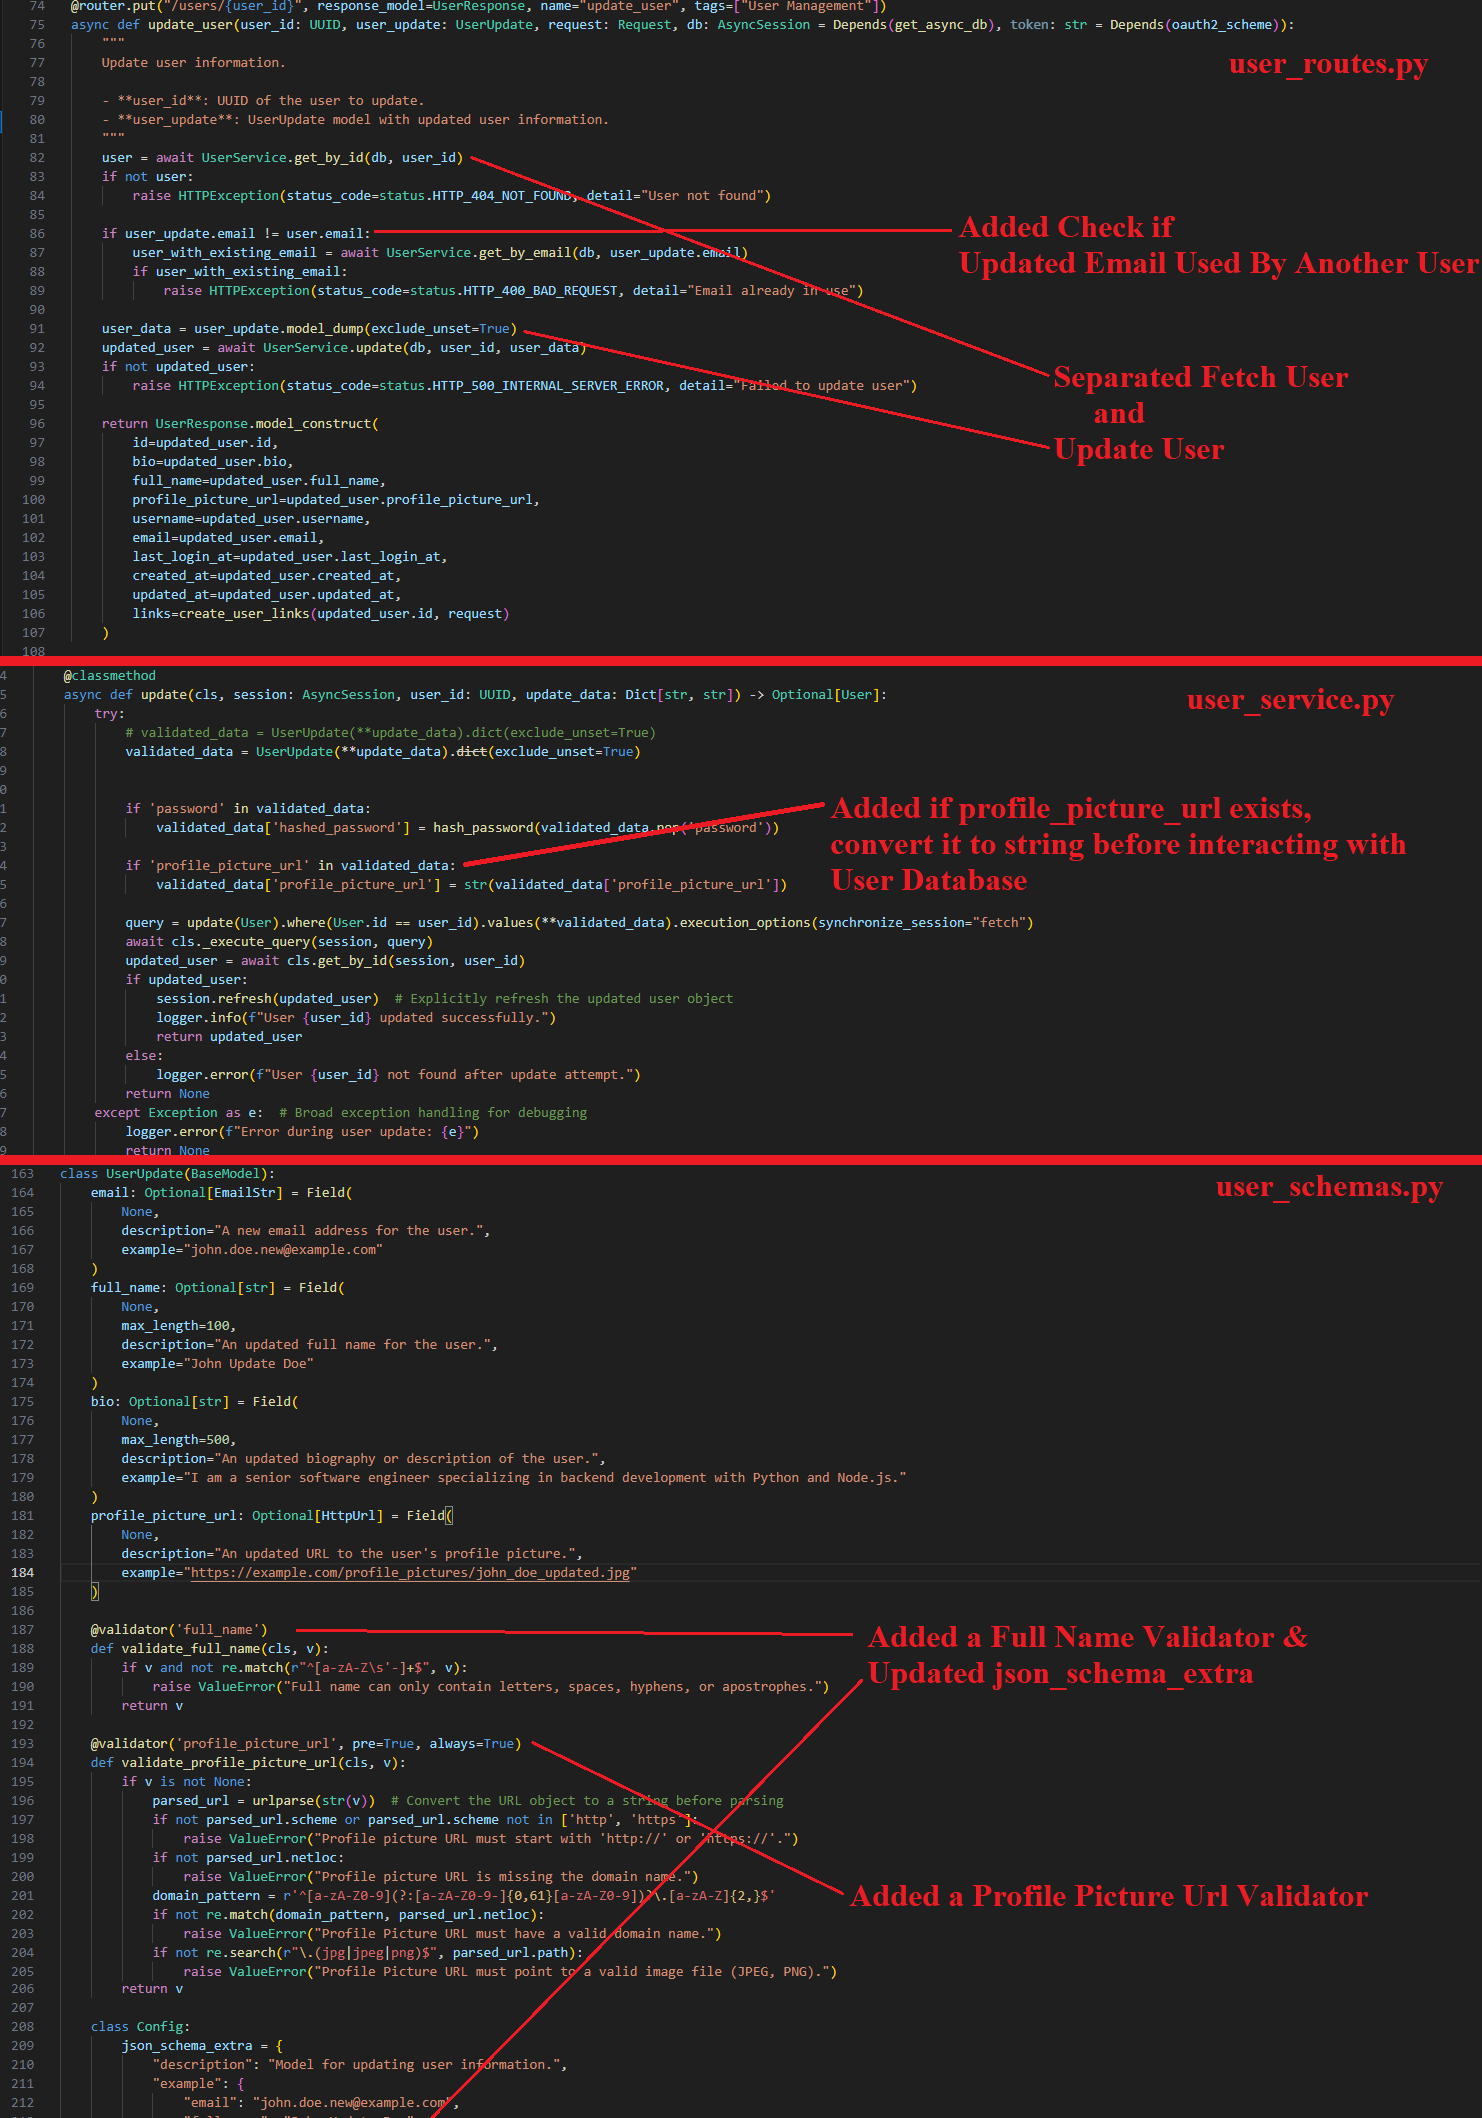 74 @router.put("/users/{user_id}", response_model=UserResponse, name="update_user", tags=["User Management"])
75 async def update_user(user_id: UUID, user_update: UserUpdate, request: Request, db: AsyncSession = Depends(get_async_db), token: str = Depends(oauth2_scheme)):
76 """
77 Update user information.
user_routes.py
78
79 - **user_id**: UUID of the user to update.
80 - **user_update**: UserUpdate model with updated user information.
81 """
82 user = await UserService.get_by_id(db, user_id)
83 if not user:
84 raise HTTPException(status_code=status.HTTP_404_NOT_FOUND, detail="User not found")
85
86 if user_update.email != user.email:
Added Check if
87 user_with_existing_email = await UserService.get_by_email(db, user_update.email)
Updated Email Used By Another User
88 if user_with_existing_email:
89 raise HTTPException(status_code=status.HTTP_400_BAD_REQUEST, detail="Email already in use")
90
91 user_data = user_update.model_dump(exclude_unset=True)
92 updated_user = await UserService.update(db, user_id, user_data)
93 if not updated_user:
94 raise HTTPException(status_code=status.HTTP_500_INTERNAL_SERVER_ERROR, detail="Failed to update user")
Separated Fetch User
and
Update User
95
96 return UserResponse.model_construct(
97 id=updated_user.id,
98 bio=updated_user.bio,
99 full_name=updated_user.full_name,
100 profile_picture_url=updated_user.profile_picture_url,
101 username=updated_user.username,
102 email=updated_user.email,
103 last_login_at=updated_user.last_login_at,
104 created_at=updated_user.created_at,
105 updated_at=updated_user.updated_at,
106 links=create_user_links(updated_user.id, request)
107 )
108
4 @classmethod
5 async def update(cls, session: AsyncSession, user_id: UUID, update_data: Dict[str, str]) -> Optional[User]:
user_service.py
6 try:
7 # validated_data = UserUpdate(**update_data).dict(exclude_unset=True)
8 validated_data = UserUpdate(**update_data).dict(exclude_unset=True)
9
0
1 if 'password' in validated_data:
2 validated_data['hashed_password'] = hash_password(validated_data.pop('password'))
3
Added if profile_picture_url exists,
convert it to string before interacting with
User Database
4 if 'profile_picture_url' in validated_data:
5 validated_data['profile_picture_url'] = str(validated_data['profile_picture_url'])
6
7 query = update(User).where(User.id == user_id).values(**validated_data).execution_options(synchronize_session="fetch")
8 await cls._execute_query(session, query)
9 updated_user = await cls.get_by_id(session, user_id)
0 if updated_user:
1 session.refresh(updated_user)  # Explicitly refresh the updated user object
2 logger.info(f"User {user_id} updated successfully.")
3 return updated_user
4 else:
5 logger.error(f"User {user_id} not found after update attempt.")
6 return None
7 except Exception as e:  # Broad exception handling for debugging
8 logger.error(f"Error during user update: {e}")
9 return None
163 class UserUpdate(BaseModel):
user_schemas.py
164 email: Optional[EmailStr] = Field(
165 None,
166 description="A new email address for the user.",
167 example="john.doe.new@example.com"
168 )
169 full_name: Optional[str] = Field(
170 None,
171 max_length=100,
172 description="An updated full name for the user.",
173 example="John Update Doe"
174 )
175 bio: Optional[str] = Field(
176 None,
177 max_length=500,
178 description="An updated biography or description of the user.",
179 example="I am a senior software engineer specializing in backend development with Python and Node.js."
180 )
181 profile_picture_url: Optional[HttpUrl] = Field(
182 None,
183 description="An updated URL to the user's profile picture.",
184 example="https://example.com/profile_pictures/john_doe_updated.jpg"
185 )
186
187 @validator('full_name')
188 def validate_full_name(cls, v):
189 if v and not re.match(r"^[a-zA-Z\s'-]+$", v):
190 raise ValueError("Full name can only contain letters, spaces, hyphens, or apostrophes.")
191 return v
Added a Full Name Validator &
Updated json_schema_extra
192
193 @validator('profile_picture_url', pre=True, always=True)
194 def validate_profile_picture_url(cls, v):
195 if v is not None:
196 parsed_url = urlparse(str(v))  # Convert the URL object to a string before parsing
197 if not parsed_url.scheme or parsed_url.scheme not in ['http', 'https']:
198 raise ValueError("Profile picture URL must start with 'http://' or 'https://'.")
199 if not parsed_url.netloc:
200 raise ValueError("Profile picture URL is missing the domain name.")
201 domain_pattern = r'^[a-zA-Z0-9](?:[a-zA-Z0-9-]{0,61}[a-zA-Z0-9])?\.[a-zA-Z]{2,}$'
Added a Profile Picture Url Validator
202 if not re.match(domain_pattern, parsed_url.netloc):
203 raise ValueError("Profile Picture URL must have a valid domain name.")
204 if not re.search(r"\.(jpg|jpeg|png)$", parsed_url.path):
205 raise ValueError("Profile Picture URL must point to a valid image file (JPEG, PNG).")
206 return v
207
208 class Config:
209 json_schema_extra = {
210 "description": "Model for updating user information.",
211 "example": {
212 "email": "john.doe.new@example.com",